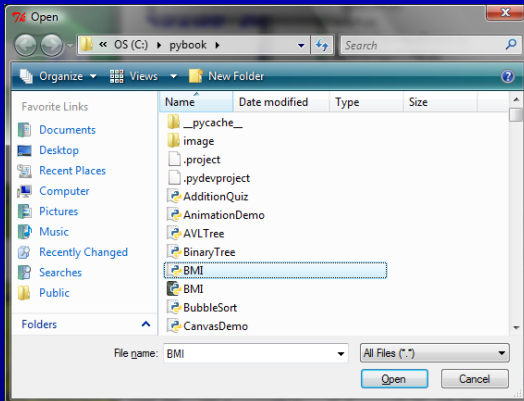 Open
« OS (C:) ▸ pybook ▸
Search
Organize ▾ Views ▾ New Folder
Favorite Links
Documents
Desktop
Recent Places
Computer
Pictures
Music
Recently Changed
Searches
Public
Folders
Name Date modified Type Size
__pycache__
image
.project
.pydevproject
AdditionQuiz
AnimationDemo
AVLTree
BinaryTree
BMI
BMI
BubbleSort
CanvasDemo
File name: BMI
All Files (*.*)
Open Cancel